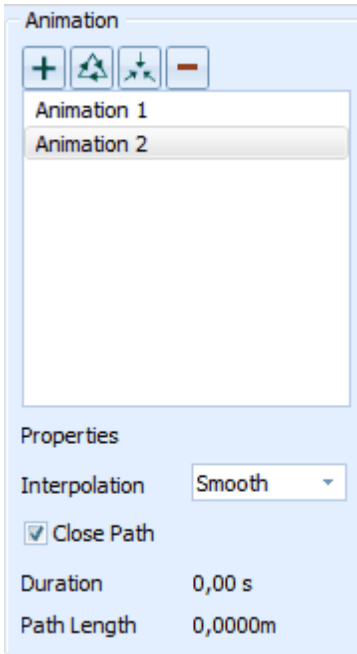 Animation
Animation 1
Animation 2
Properties
Interpolation Smooth
Close Path
Duration 0,00 s
Path Length 0,0000m